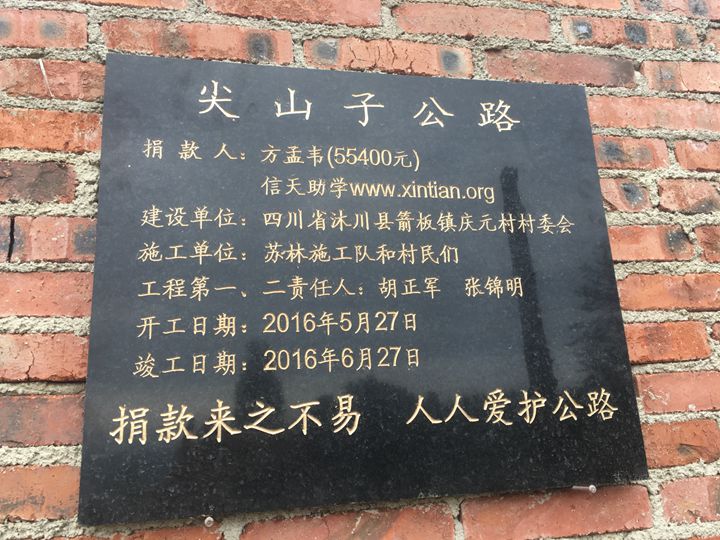 尖山子公路
捐款人：方孟韦(55400元)
信天助学www.xintian.org
建设单位：四川省沐川县箭板镇庆元村村委会
施工单位：苏林施工队和村民们
工程第一、二责任人：胡正军 张锦明
开工日期：2016年5月27日
竣工日期：2016年6月27日
捐款来之不易 人人爱护公路